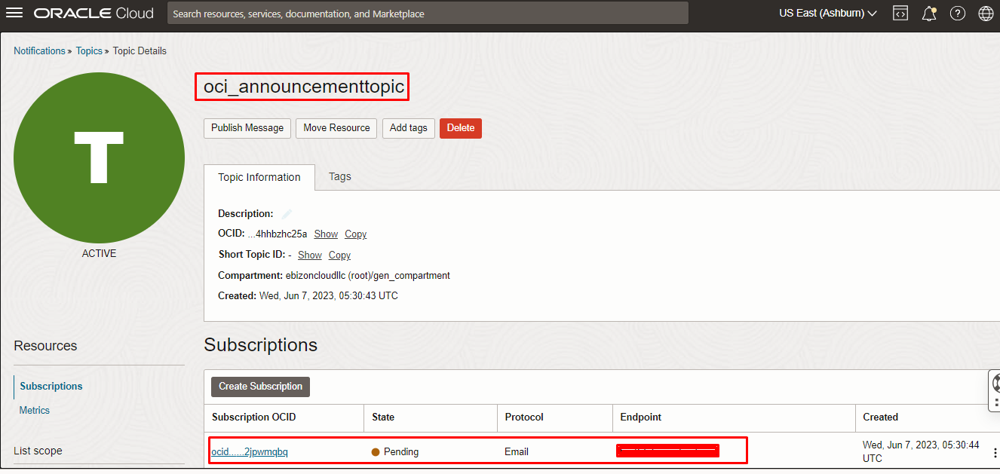 ORACLE Cloud
Search resources, services, documentation, and Marketplace
US East (Ashburn)
Notifications » Topics » Topic Details
T
ACTIVE
oci_announcementtopic
Publish Message Move Resource Add tags Delete
Topic Information Tags
Description:
OCID: ...4hhbzhc25a Show Copy
Short Topic ID: - Show Copy
Compartment: ebizoncloudllc (root)/gen_compartment
Created: Wed, Jun 7, 2023, 05:30:43 UTC
Resources
Subscriptions
Metrics
List scope
Subscriptions
Create Subscription
Subscription OCID State Protocol Endpoint Created
ocid......2jpwmqbq Pending Email Wed, Jun 7, 2023, 05:30:44
UTC